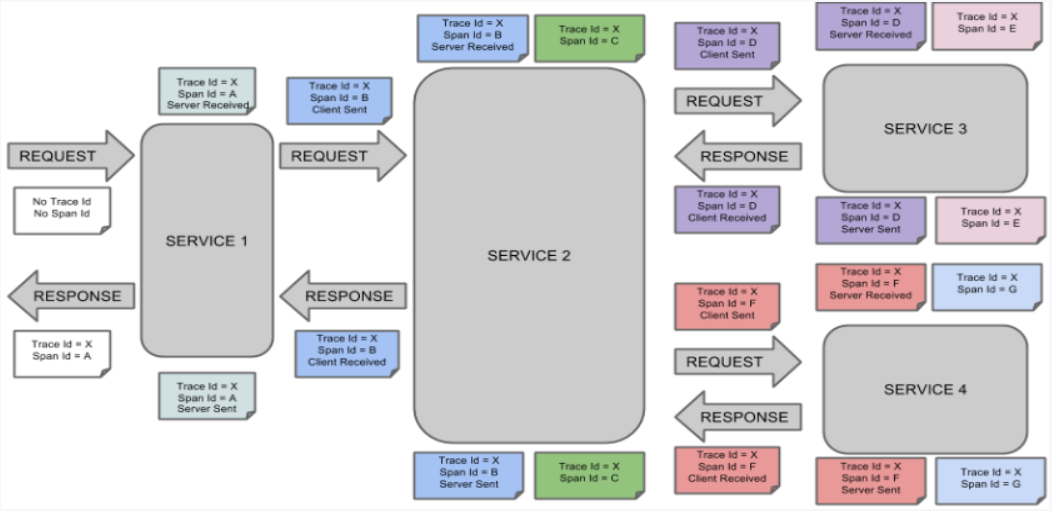 Trace Id = X
Span Id = B
Server Received
Trace Id = X
Span Id = C
Trace Id = X
Span Id = D
Client Sent
Trace Id = X
Span Id = D
Server Received
Trace Id = X
Span Id = E
Trace Id = X
Span Id = A
Server Received
Trace Id = X
Span Id = B
Client Sent
REQUEST
SERVICE 3
REQUEST
REQUEST
RESPONSE
No Trace Id
No Span Id
Trace Id = X
Span Id = D
Client Received
Trace Id = X
Span Id = D
Server Sent
Trace Id = X
Span Id = E
SERVICE 1
SERVICE 2
Trace Id = X
Span Id = F
Client Sent
Trace Id = X
Span Id = F
Server Received
Trace Id = X
Span Id = G
RESPONSE
RESPONSE
Trace Id = X
Span Id = A
Trace Id = X
Span Id = B
Client Received
REQUEST
SERVICE 4
Trace Id = X
Span Id = A
Server Sent
RESPONSE
Trace Id = X
Span Id = B
Server Sent
Trace Id = X
Span Id = C
Trace Id = X
Span Id = F
Client Received
Trace Id = X
Span Id = F
Server Sent
Trace Id = X
Span Id = G